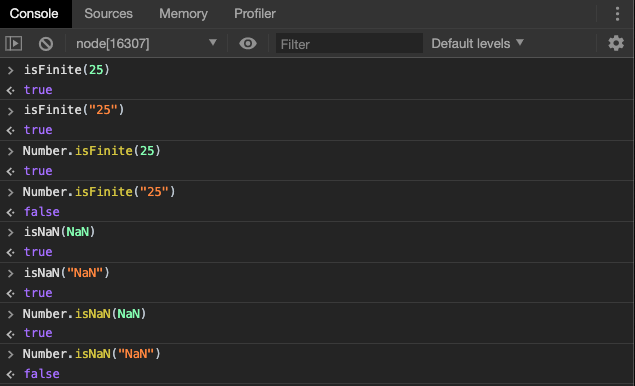 Console Sources Memory Profiler
node[16307] Filter Default levels
isFinite(25)
true
isFinite("25")
true
Number.isFinite(25)
true
Number.isFinite("25")
false
isNaN(NaN)
true
isNaN("NaN")
true
Number.isNaN(NaN)
true
Number.isNaN("NaN")
false